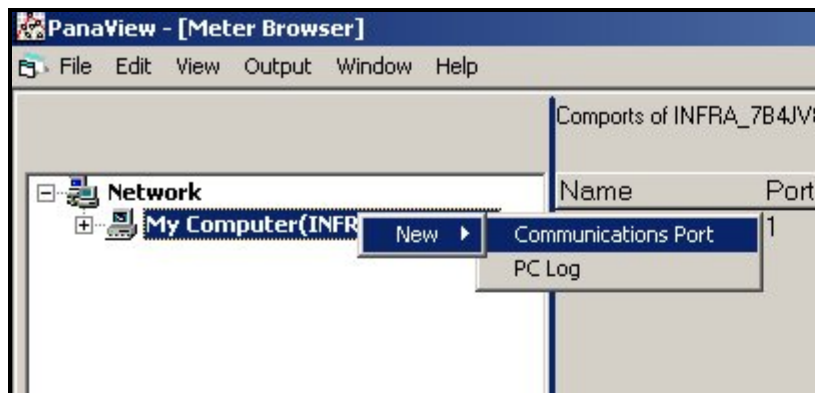 PanaView - [Meter Browser]
File Edit View Output Window Help
Comports of INFRA_7B4JV8
Network
Name Port
My Computer(INFR
New
Communications Port
1
PC Log